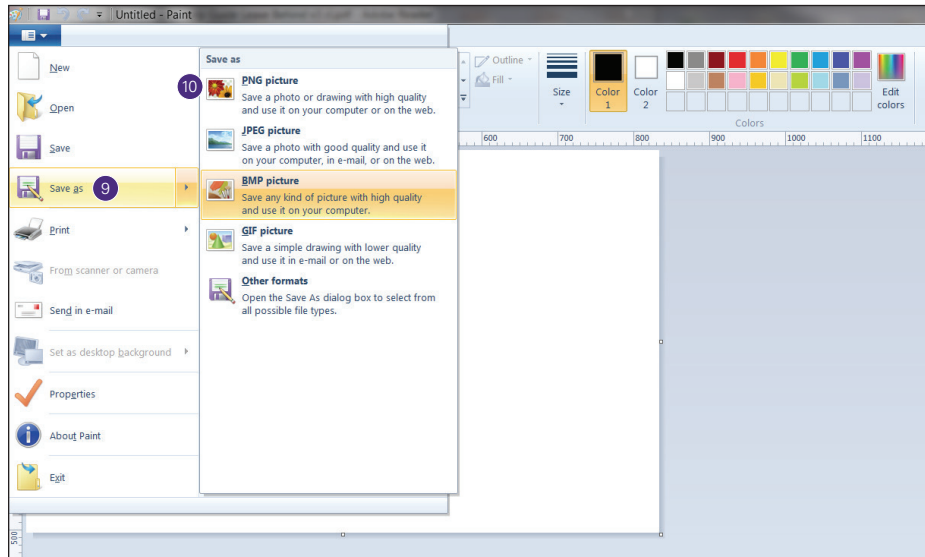 Untitled - Paint
New
Open
Save
Save as 9
Print
From scanner or camera
Send in e-mail
Set as desktop background
Properties
About Paint
Exit
Save as
10
PNG picture
Save a photo or drawing with high quality
and use it on your computer or on the web.
JPEG picture
Save a photo with good quality and use it
on your computer, in e-mail, or on the web.
BMP picture
Save any kind of picture with high quality
and use it on your computer.
GIF picture
Save a simple drawing with lower quality
and use it in e-mail or on the web.
Other formats
Open the Save As dialog box to select from
all possible file types.
Outline
Fill
Size
Color
1
Color
2
Edit
colors
Colors
600 700 800 900 1000 1100
500